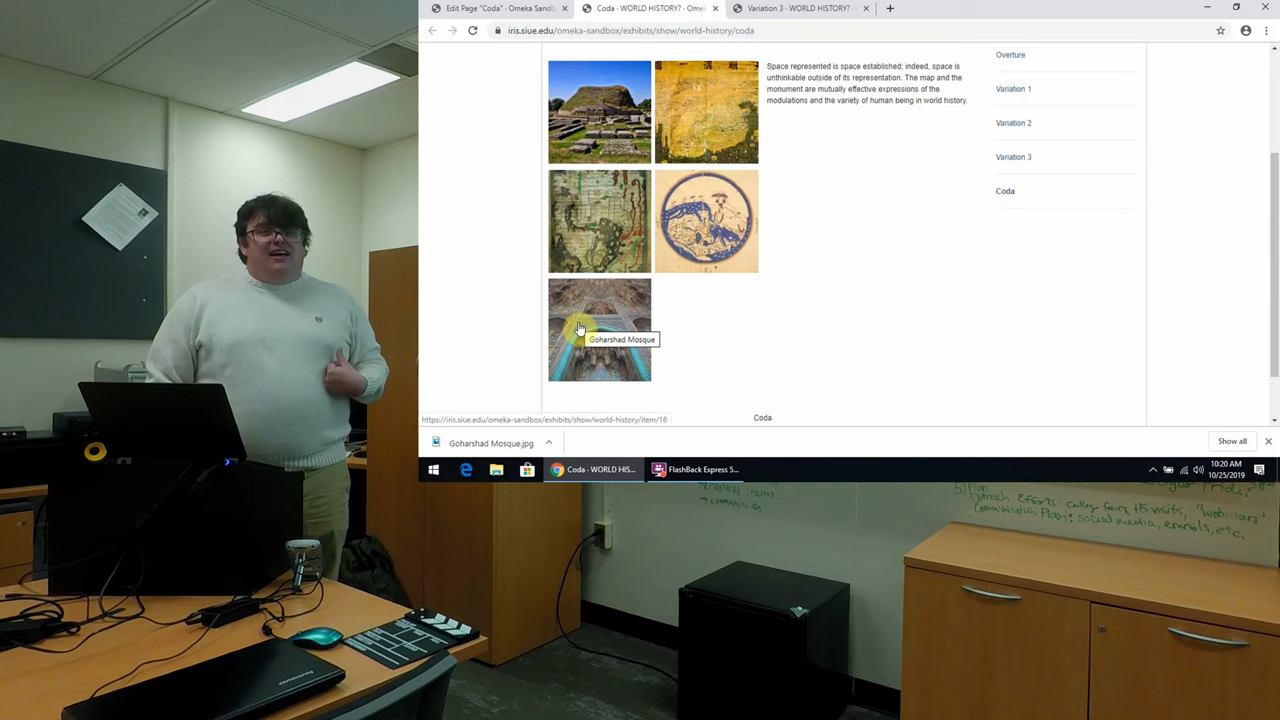 Edit Page "Coda" - Omeka Sandb
Coda - WORLD HISTORY? - Omek
Variation 3 - WORLD HISTORY? -
iris.siue.edu/omeka-sandbox/exhibits/show/world-history/coda
Space represented is space established; indeed, space is
unthinkable outside of its representation. The map and the
monument are mutually effective expressions of the
modulations and the variety of human being in world history.
Overture
Variation 1
Variation 2
Variation 3
Coda
Goharshad Mosque
Coda
https://iris.siue.edu/omeka-sandbox/exhibits/show/world-history/item/16
Goharshad Mosque.jpg
Show all
Coda - WORLD HIS...
FlashBack Express 5...
10:20 AM
10/25/2019
5) Plan
Outreach Efforts: college fairs, HS visits, "webinars"
Communication Plan: social media, emails, etc.
lenovo